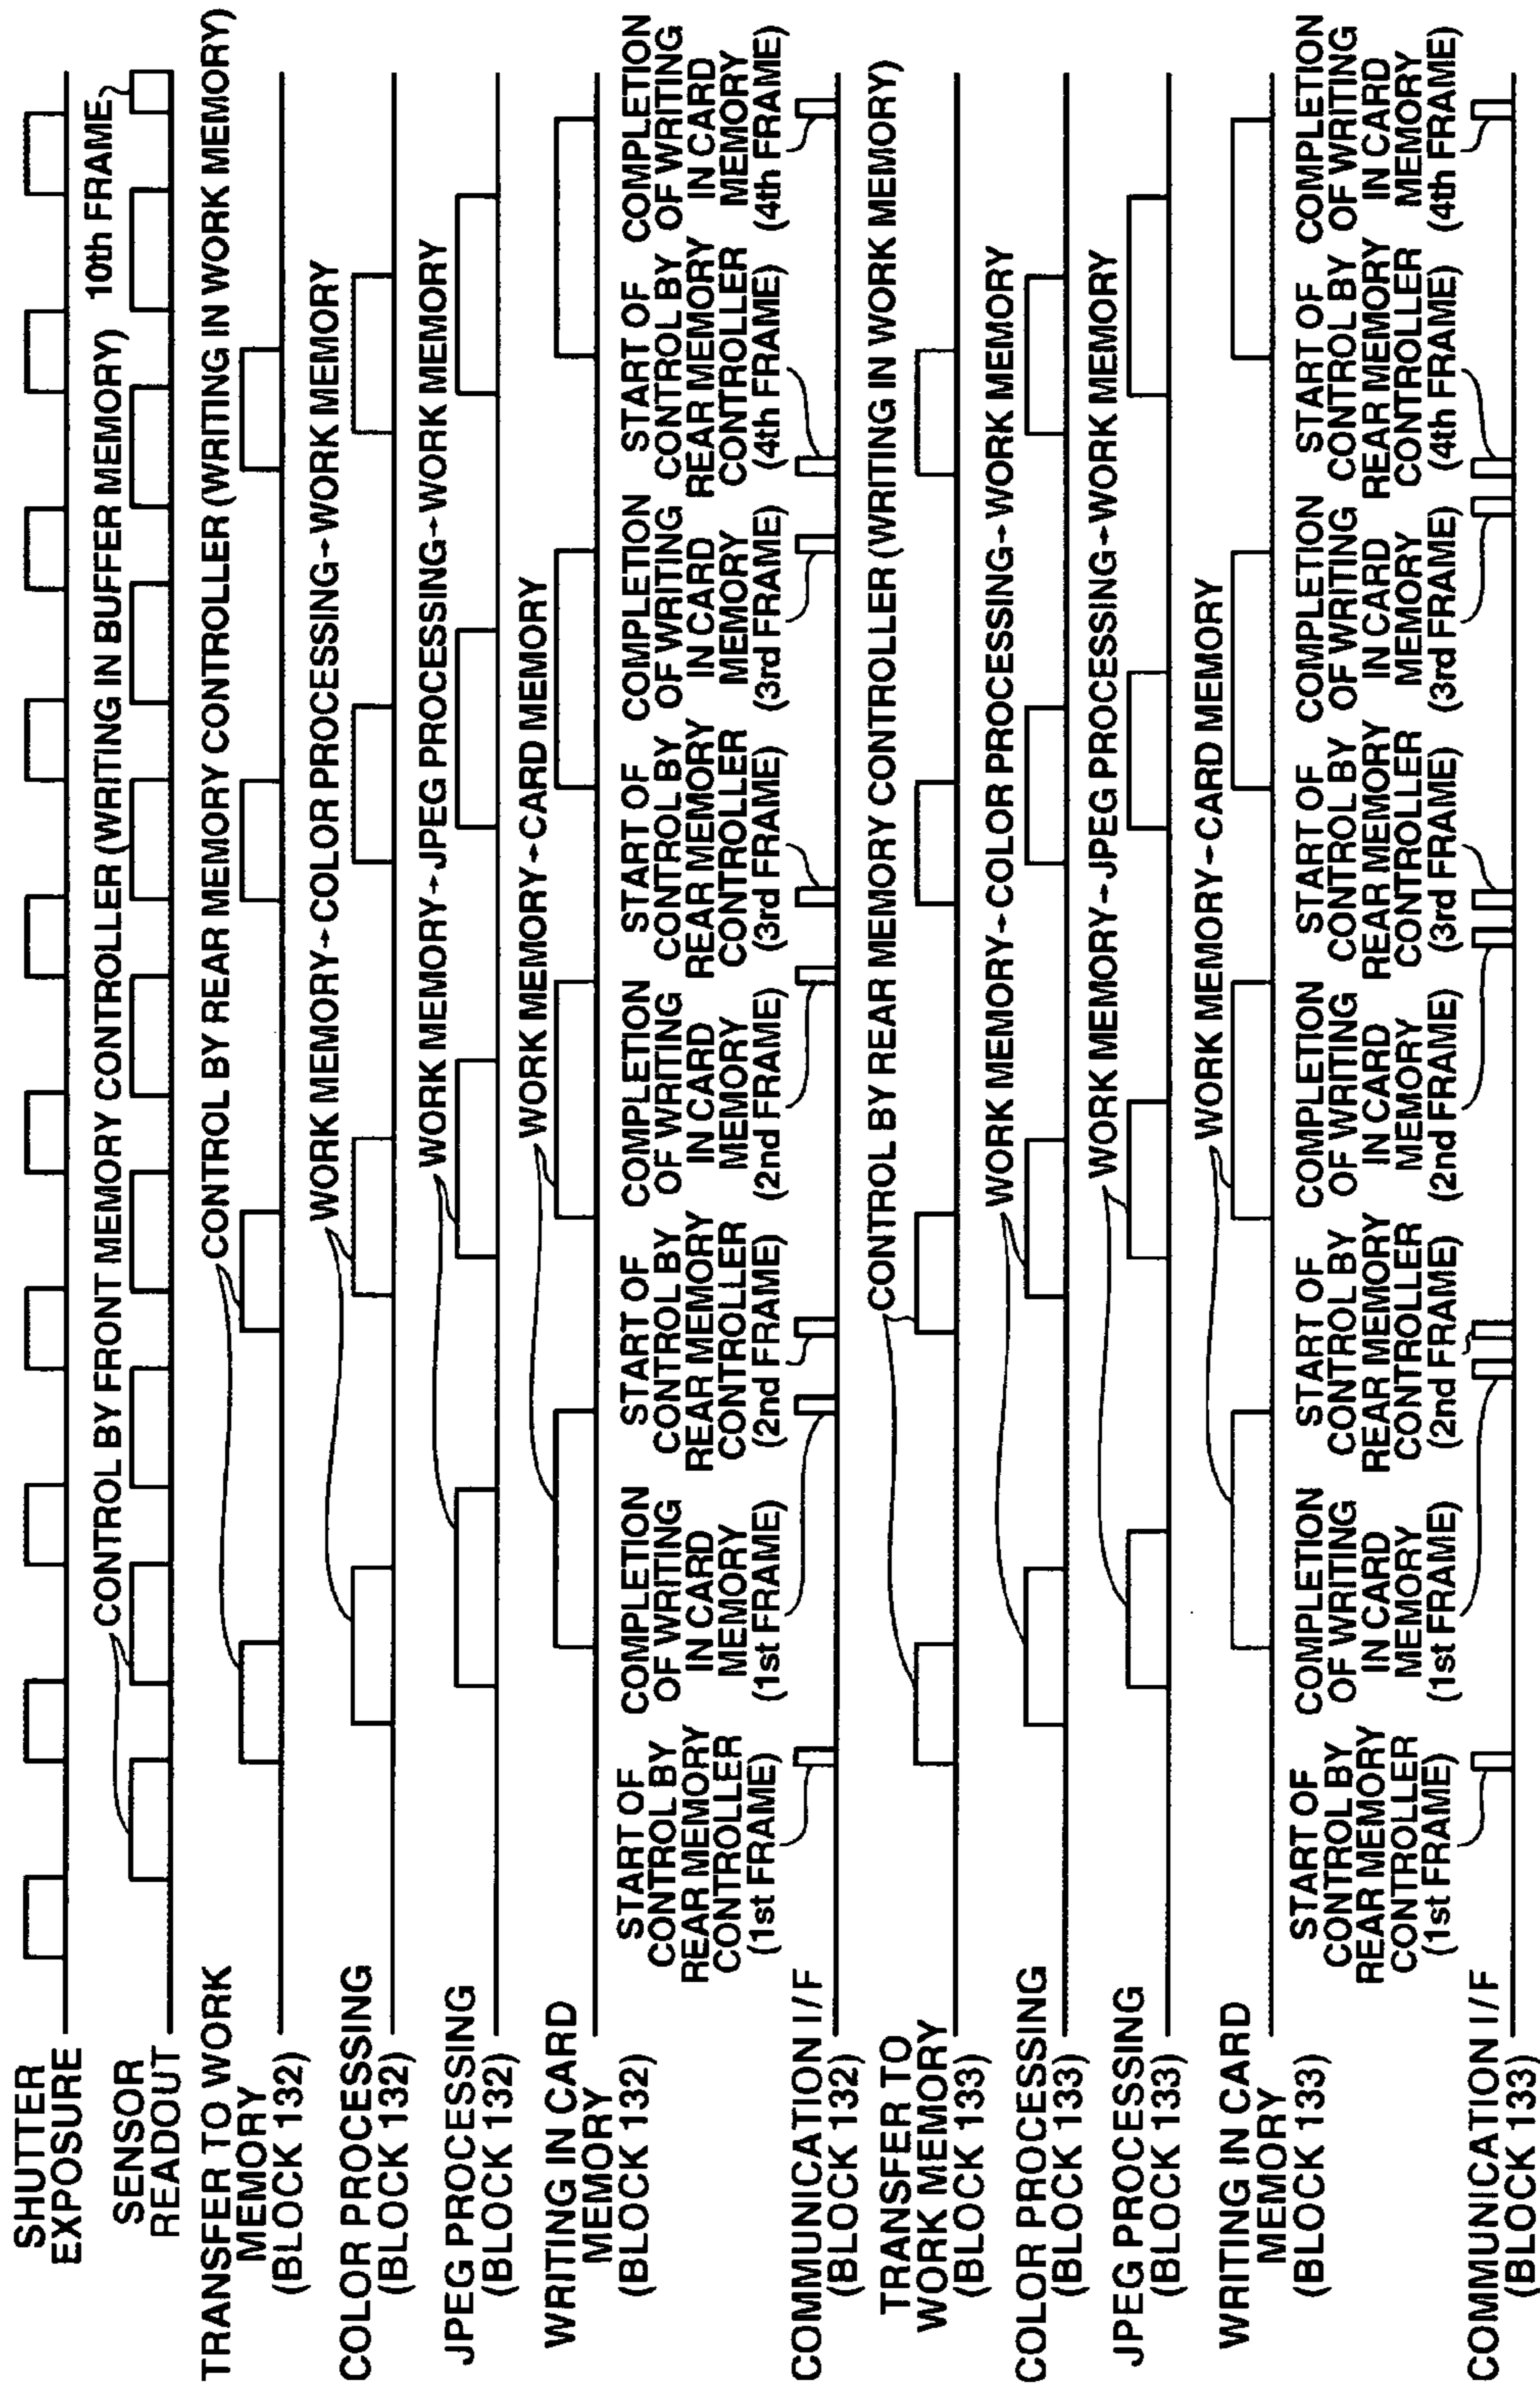 SHUTTER
EXPOSURE
SENSOR
READOUT
CONTROL BY FRONT MEMORY CONTROLLER (WRITING IN BUFFER MEMORY)
10th FRAME
TRANSFER TO WORK
MEMORY
(BLOCK 132)
CONTROL BY REAR MEMORY CONTROLLER (WRITING IN WORK MEMORY)
COLOR PROCESSING
(BLOCK 132)
WORK MEMORY→COLOR PROCESSING→WORK MEMORY
JPEG PROCESSING
(BLOCK 132)
WORK MEMORY→JPEG PROCESSING→WORK MEMORY
WRITING IN CARD
MEMORY
(BLOCK 132)
WORK MEMORY→CARD MEMORY
START OF
CONTROL BY
REAR MEMORY
CONTROLLER
(1st FRAME)
COMPLETION
OF WRITING
IN CARD
MEMORY
(1st FRAME)
START OF
CONTROL BY
REAR MEMORY
CONTROLLER
(2nd FRAME)
COMPLETION
OF WRITING
IN CARD
MEMORY
(2nd FRAME)
START OF
CONTROL BY
REAR MEMORY
CONTROLLER
(3rd FRAME)
COMPLETION
OF WRITING
IN CARD
MEMORY
(3rd FRAME)
START OF
CONTROL BY
REAR MEMORY
CONTROLLER
(4th FRAME)
COMPLETION
OF WRITING
IN CARD
MEMORY
(4th FRAME)
COMMUNICATION I/F
(BLOCK 132)
TRANSFER TO
WORK MEMORY
(BLOCK 133)
CONTROL BY REAR MEMORY CONTROLLER (WRITING IN WORK MEMORY)
COLOR PROCESSING
(BLOCK 133)
WORK MEMORY→COLOR PROCESSING→WORK MEMORY
JPEG PROCESSING
(BLOCK 133)
WORK MEMORY→JPEG PROCESSING→WORK MEMORY
WRITING IN CARD
MEMORY
(BLOCK 133)
WORK MEMORY→CARD MEMORY
START OF
CONTROL BY
REAR MEMORY
CONTROLLER
(1st FRAME)
COMPLETION
OF WRITING
IN CARD
MEMORY
(1st FRAME)
START OF
CONTROL BY
REAR MEMORY
CONTROLLER
(2nd FRAME)
COMPLETION
OF WRITING
IN CARD
MEMORY
(2nd FRAME)
START OF
CONTROL BY
REAR MEMORY
CONTROLLER
(3rd FRAME)
COMPLETION
OF WRITING
IN CARD
MEMORY
(3rd FRAME)
START OF
CONTROL BY
REAR MEMORY
CONTROLLER
(4th FRAME)
COMPLETION
OF WRITING
IN CARD
MEMORY
(4th FRAME)
COMMUNICATION I/F
(BLOCK 133)